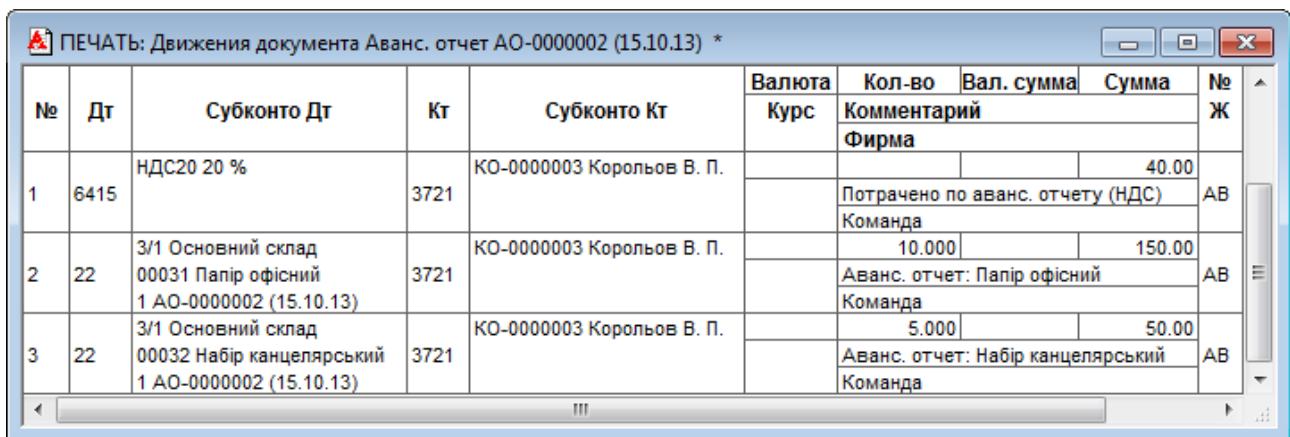 ПЕЧАТЬ: Движения документа Аванс. отчет АО-0000002 (15.10.13) *
№ Дт Субконто Дт Кт Субконто Кт Валюта Кол-во Вал. сумма Сумма №
Курс Комментарий Ж
Фирма
1 6415 НДС20 20 % 3721 КО-0000003 Корольов В. П. 40.00 АВ
Потрачено по аванс. отчету (НДС)
Команда
3/1 Основний склад КО-0000003 Корольов В. П. 10.000 150.00
2 22 00031 Папір офісний 3721 Аванс. отчет: Папір офісний АВ
1 АО-0000002 (15.10.13) Команда
3/1 Основний склад КО-0000003 Корольов В. П. 5.000 50.00
3 22 00032 Набір канцелярський 3721 Аванс. отчет: Набір канцелярський АВ
1 АО-0000002 (15.10.13) Команда